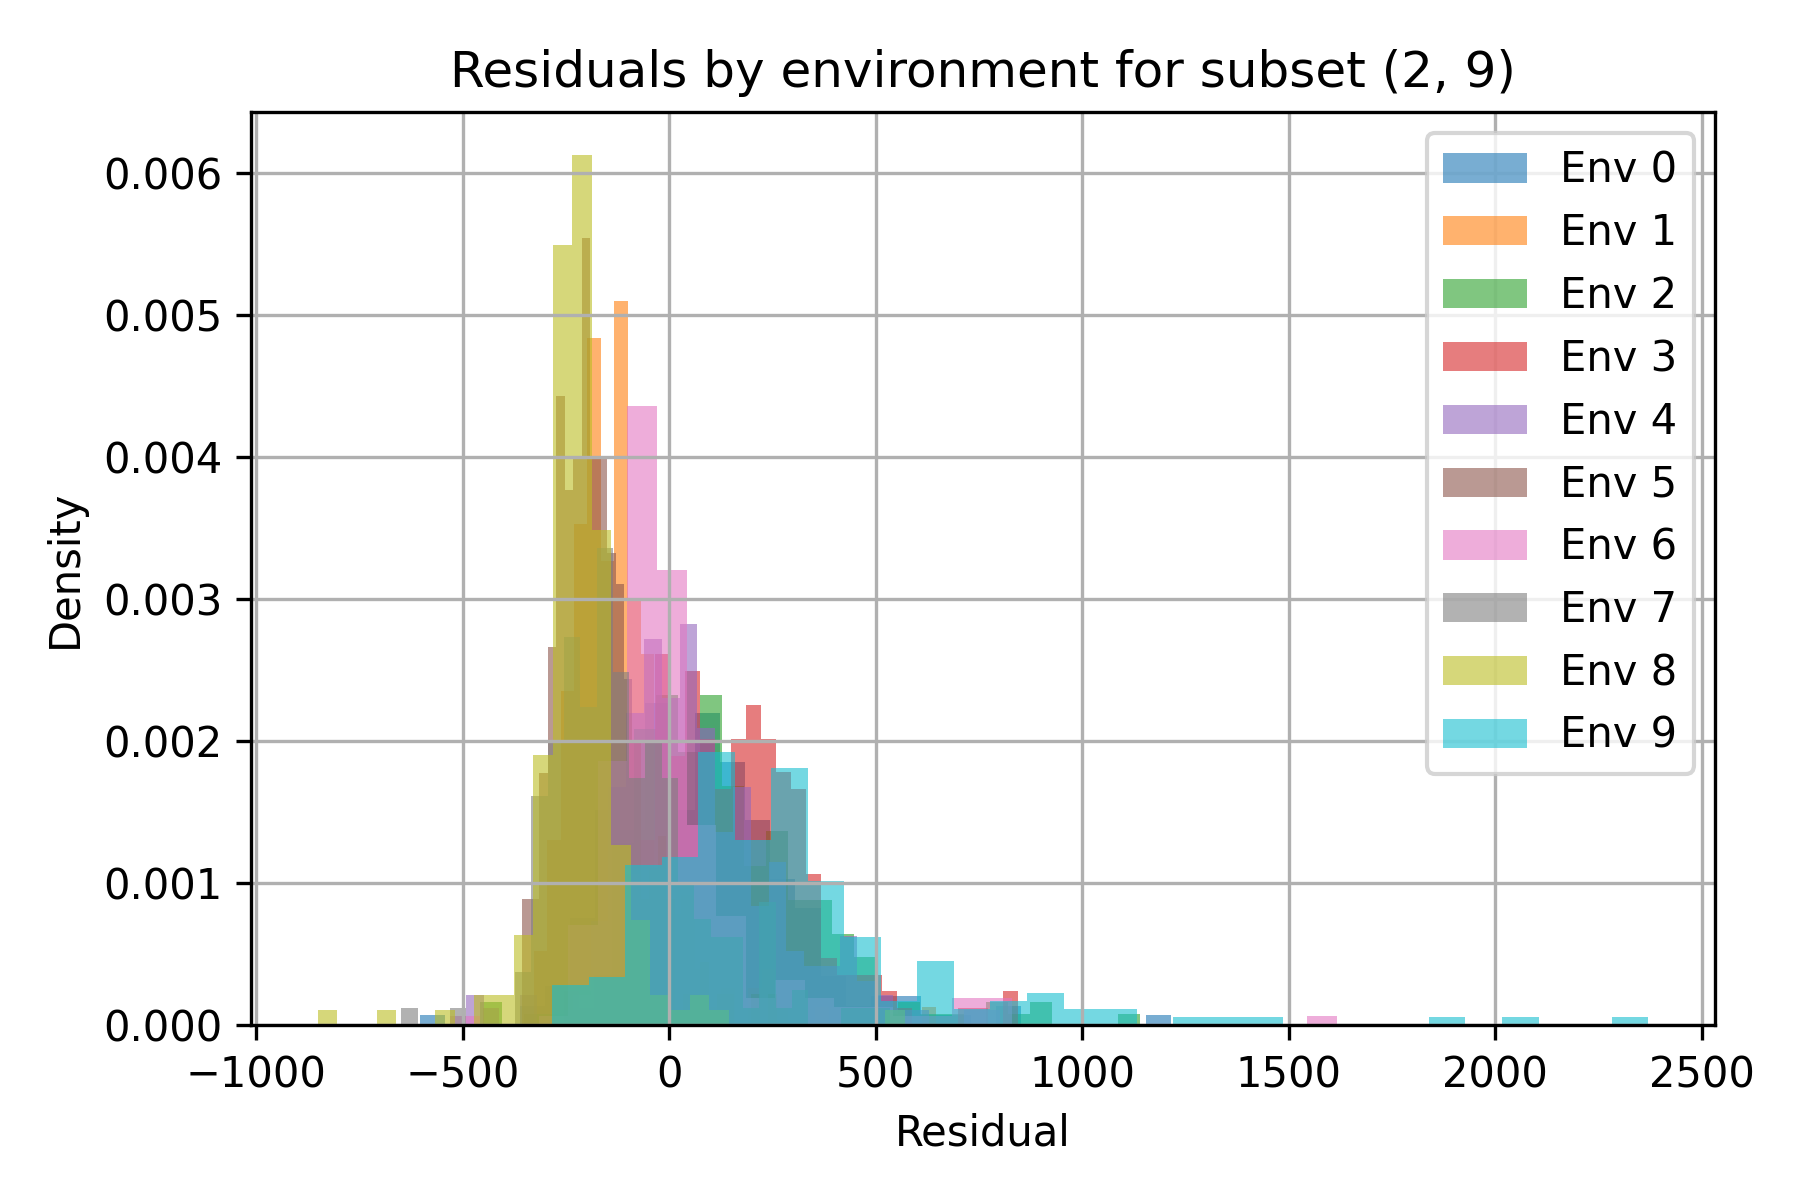 Residuals by environment for subset (2, 9)
Density
0.006
0.005
0.004
0.003
0.002
0.001
0.000
−1000
−500
0
500
1000
1500
2000
2500
Residual
Env 0
Env 1
Env 2
Env 3
Env 4
Env 5
Env 6
Env 7
Env 8
Env 9